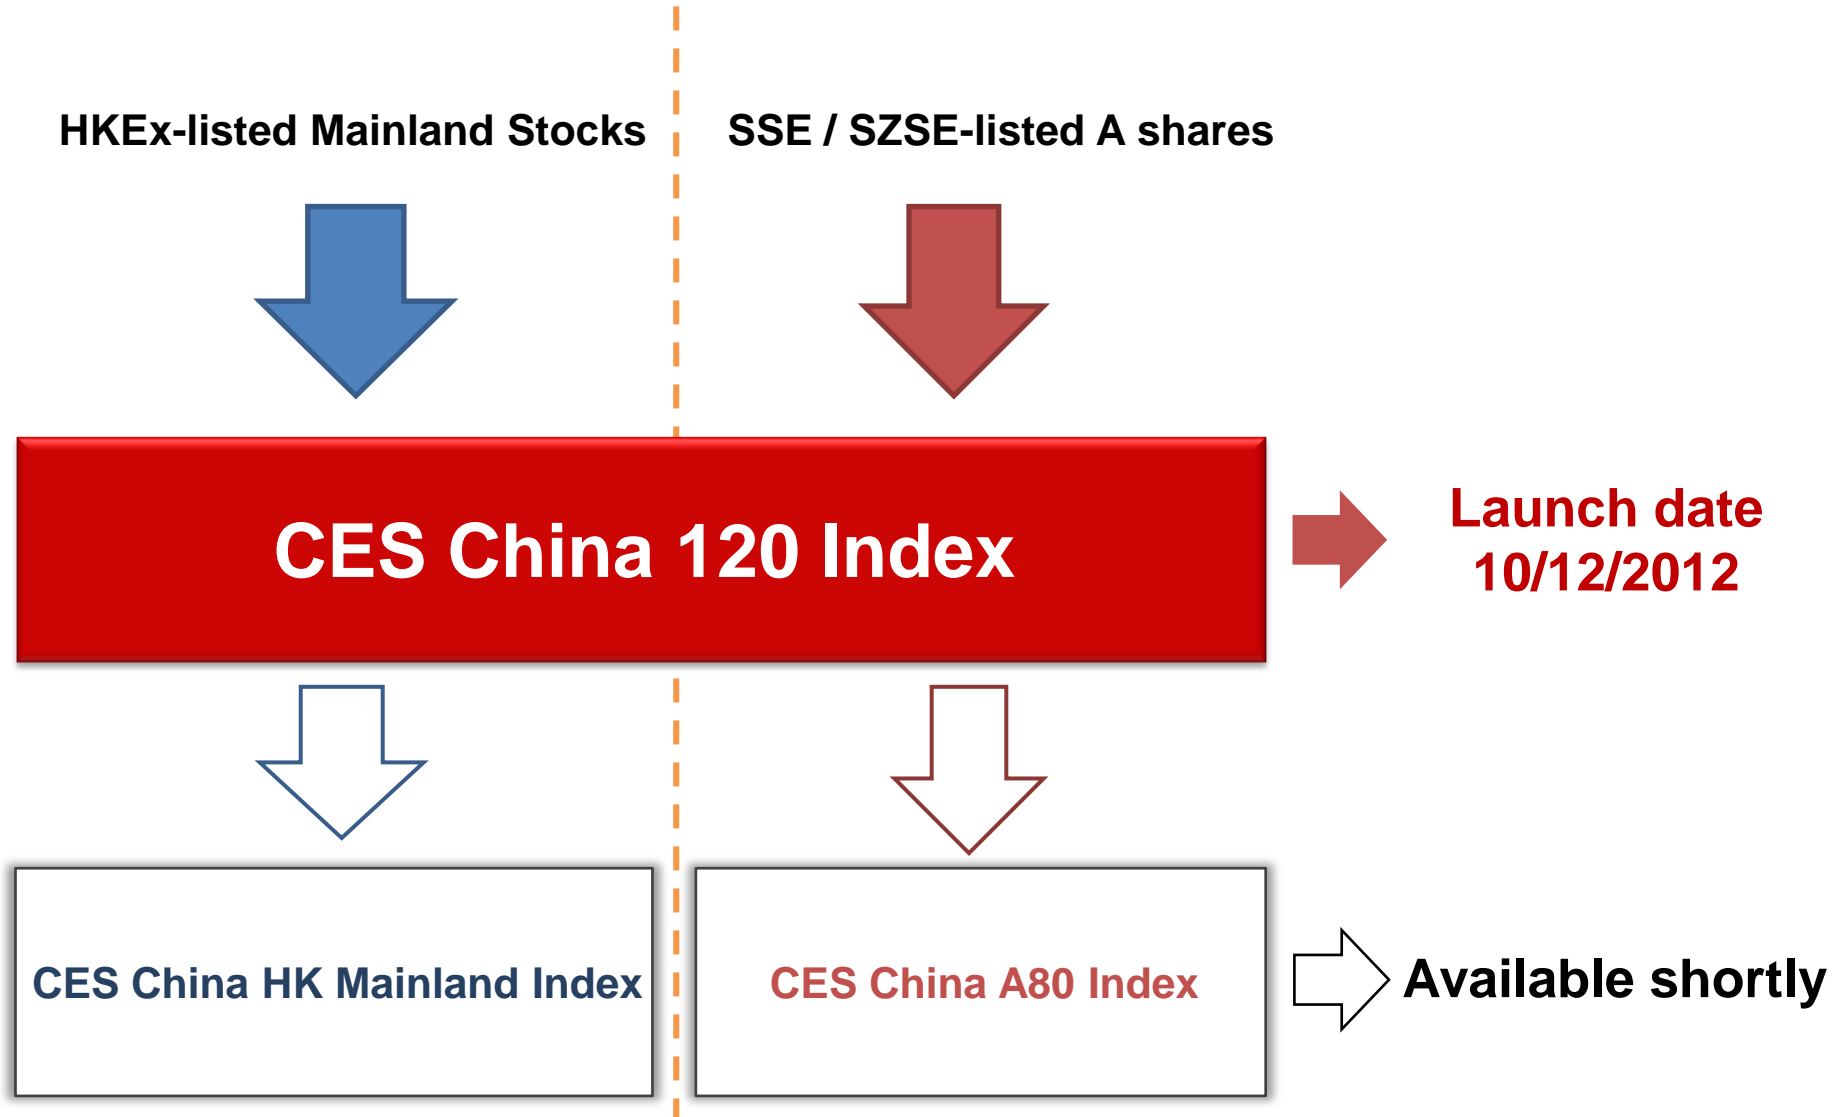 HKEx-listed Mainland Stocks
SSE / SZSE-listed A shares
CES China 120 Index
Launch date
10/12/2012
CES China HK Mainland Index
CES China A80 Index
Available shortly